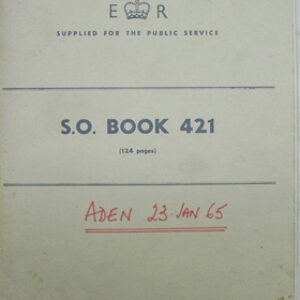 E R
SUPPLIED FOR THE PUBLIC SERVICE
S.O. BOOK 421
(124 pages)
ADEN 23 JAN 65